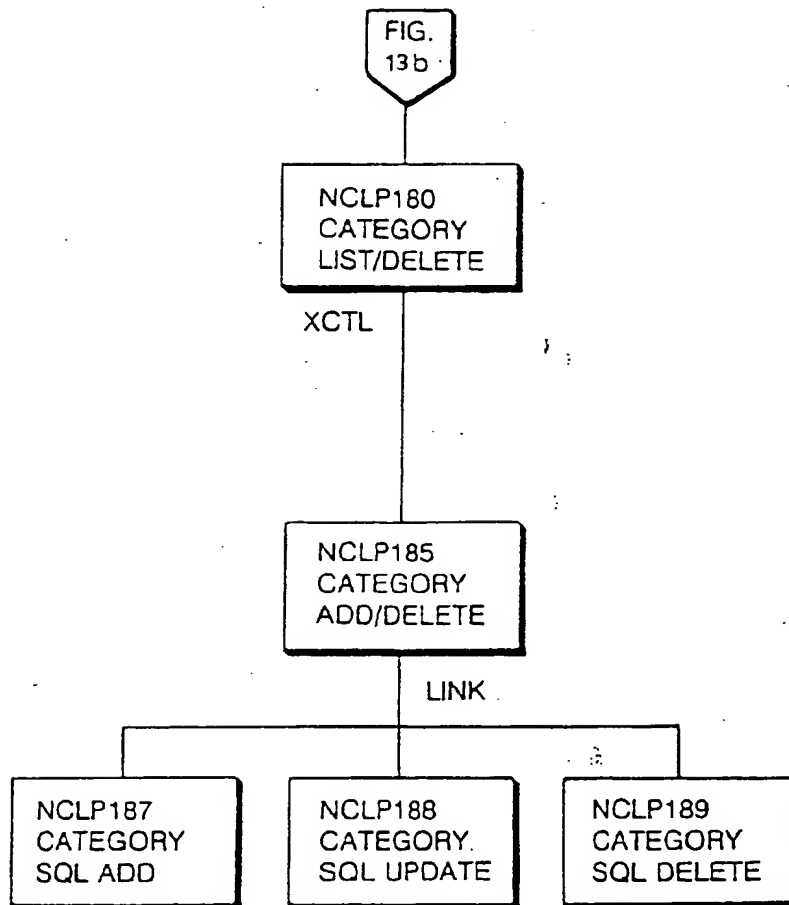 FIG.
13b
NCLP180
CATEGORY
LIST/DELETE
XCTL
NCLP185
CATEGORY
ADD/DELETE
LINK
NCLP187
CATEGORY
SQL ADD
NCLP188
CATEGORY.
SQL UPDATE
NCLP189
CATEGORY
SQL DELETE